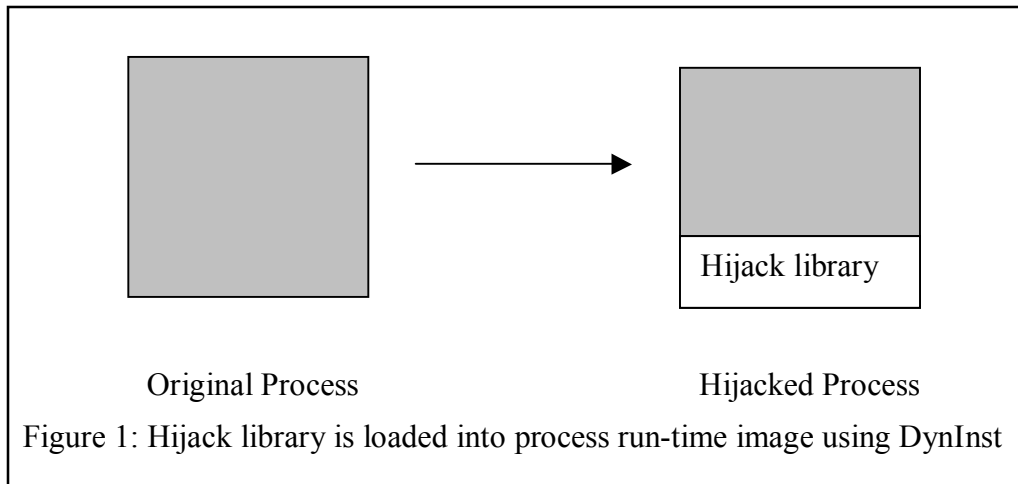 Hijack library
Original Process
Hijacked Process
Figure 1: Hijack library is loaded into process run-time image using DynInst